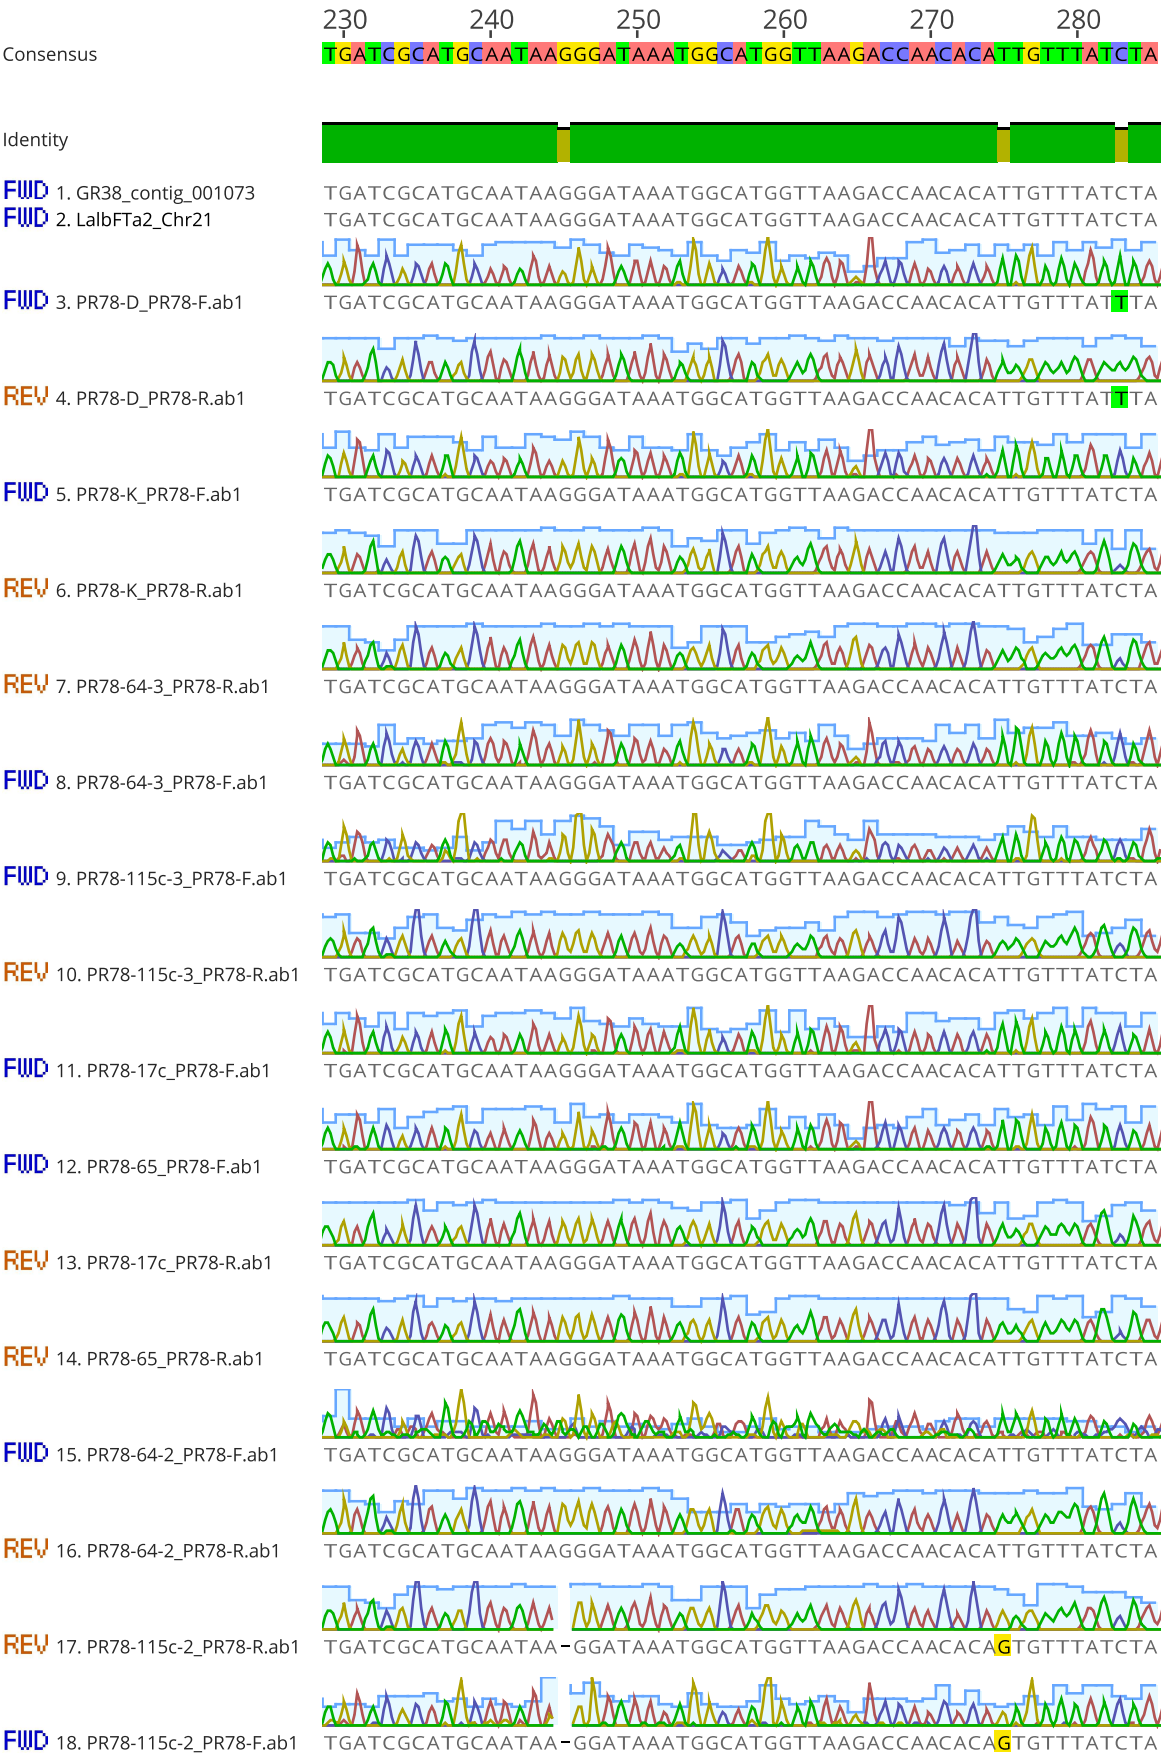 230 240 250 260 270 280
Consensus TGATCGCATGCAATAAGGGATAAATGGCATGGTTAAGACCAACACATTGTTTATCTA
Identity
FWD 1. GR38_contig_001073 TGATCGCATGCAATAAGGGATAAATGGCATGGTTAAGACCAACACATTGTTTATCTA
FWD 2. LalbFTa2_Chr21 TGATCGCATGCAATAAGGGATAAATGGCATGGTTAAGACCAACACATTGTTTATCTA
FWD 3. PR78-D_PR78-F.ab1 TGATCGCATGCAATAAGGGATAAATGGCATGGTTAAGACCAACACATTGTTTATTTA
REV 4. PR78-D_PR78-R.ab1 TGATCGCATGCAATAAGGGATAAATGGCATGGTTAAGACCAACACATTGTTTATTTA
FWD 5. PR78-K_PR78-F.ab1 TGATCGCATGCAATAAGGGATAAATGGCATGGTTAAGACCAACACATTGTTTATCTA
REV 6. PR78-K_PR78-R.ab1 TGATCGCATGCAATAAGGGATAAATGGCATGGTTAAGACCAACACATTGTTTATCTA
REV 7. PR78-64-3_PR78-R.ab1 TGATCGCATGCAATAAGGGATAAATGGCATGGTTAAGACCAACACATTGTTTATCTA
FWD 8. PR78-64-3_PR78-F.ab1 TGATCGCATGCAATAAGGGATAAATGGCATGGTTAAGACCAACACATTGTTTATCTA
FWD 9. PR78-115c-3_PR78-F.ab1 TGATCGCATGCAATAAGGGATAAATGGCATGGTTAAGACCAACACATTGTTTATCTA
REV 10. PR78-115c-3_PR78-R.ab1 TGATCGCATGCAATAAGGGATAAATGGCATGGTTAAGACCAACACATTGTTTATCTA
FWD 11. PR78-17c_PR78-F.ab1 TGATCGCATGCAATAAGGGATAAATGGCATGGTTAAGACCAACACATTGTTTATCTA
FWD 12. PR78-65_PR78-F.ab1 TGATCGCATGCAATAAGGGATAAATGGCATGGTTAAGACCAACACATTGTTTATCTA
REV 13. PR78-17c_PR78-R.ab1 TGATCGCATGCAATAAGGGATAAATGGCATGGTTAAGACCAACACATTGTTTATCTA
REV 14. PR78-65_PR78-R.ab1 TGATCGCATGCAATAAGGGATAAATGGCATGGTTAAGACCAACACATTGTTTATCTA
FWD 15. PR78-64-2_PR78-F.ab1 TGATCGCATGCAATAAGGGATAAATGGCATGGTTAAGACCAACACATTGTTTATCTA
REV 16. PR78-64-2_PR78-R.ab1 TGATCGCATGCAATAAGGGATAAATGGCATGGTTAAGACCAACACATTGTTTATCTA
REV 17. PR78-115c-2_PR78-R.ab1 TGATCGCATGCAATAA-GGATAAATGGCATGGTTAAGACCAACACAGTGTTTATCTA
FWD 18. PR78-115c-2_PR78-F.ab1 TGATCGCATGCAATAA-GGATAAATGGCATGGTTAAGACCAACACAGTGTTTATCTA